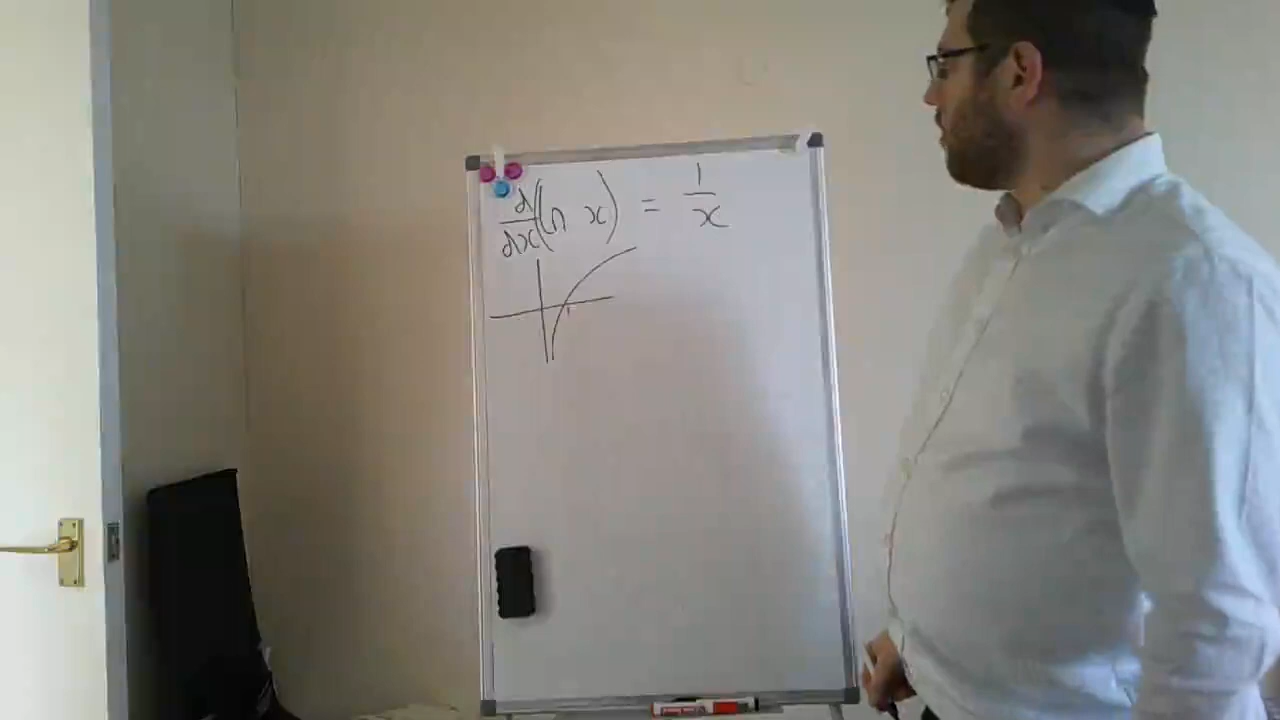 d/dx (ln x) = 1/x